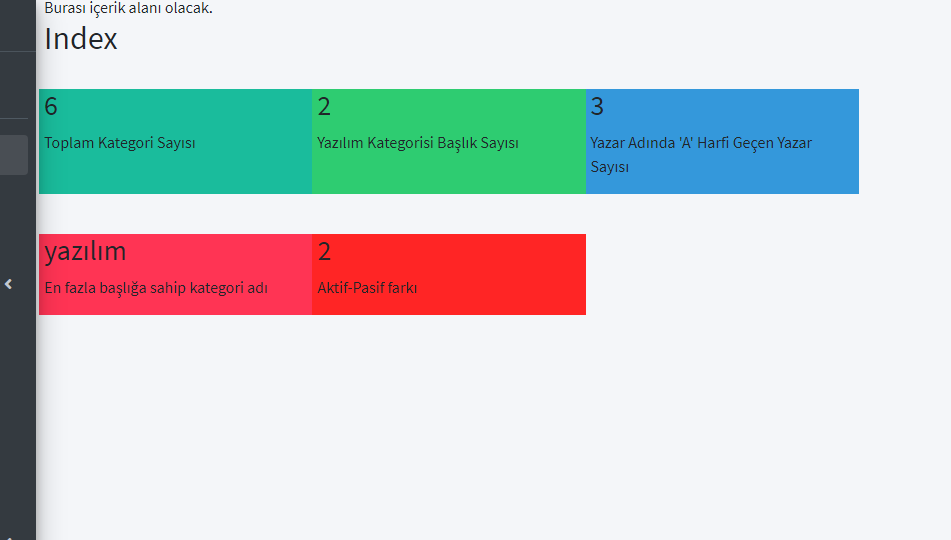 Burası içerik alanı olacak.
Index
6
Toplam Kategori Sayısı
2
Yazılım Kategorisi Başlık Sayısı
3
Yazar Adında 'A' Harfi Geçen Yazar
Sayısı
yazılım
En fazla başlığa sahip kategori adı
2
Aktif-Pasif farkı